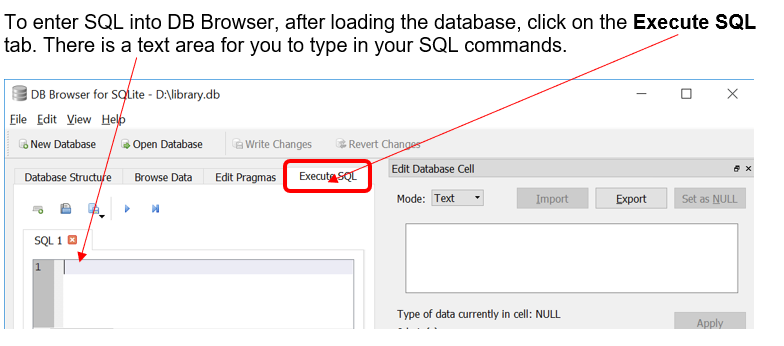 To enter SQL into DB Browser, after loading the database, click on the Execute SQL
tab. There is a text area for you to type in your SQL commands.
DB Browser for SQLite - D:\library.db
File Edit View Help
New Database Open Database Write Changes Revert Changes
Database Structure Browse Data Edit Pragmas Execute SQL
Edit Database Cell
Mode: Text Import Export Set as NULL
SQL 1
1
Type of data currently in cell: NULL
Apply